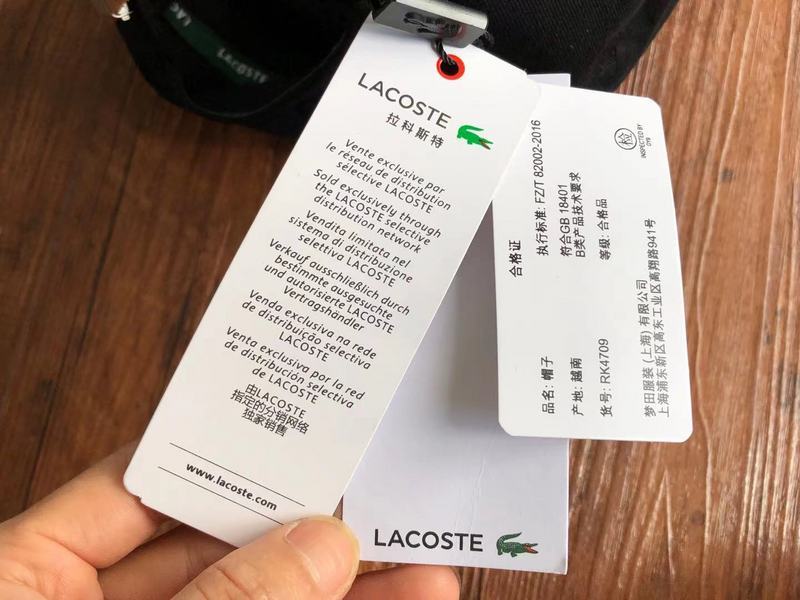 LACOSTE
LACOSTE
拉科斯特
Vente exclusive par
le réseau de distribution
sélective LACOSTE
Sold exclusively through
the LACOSTE selective
distribution network
Vendita limitata nel
sistema di distribuzione
selettiva LACOSTE
Verkauf ausschließlich durch
bestimmte ausgesuchte
und autorisierte LACOSTE
Vertragshändler
Venda exclusiva na rede
de distribuição selectiva
LACOSTE
Venta exclusiva por la red
de distribución selectiva
de LACOSTE
由LACOSTE
指定的分销网络
独家销售
www.lacoste.com
LACOSTE
合格证
品名: 帽子
执行标准: FZ/T 82002-2016
产地: 越南
符合GB 18401
B类产品技术要求
货号: RK4709
等级: 合格品
检
INSPECTED BY
梦田服装 (上海) 有限公司
上海浦东新区高东工业区高翔路941号